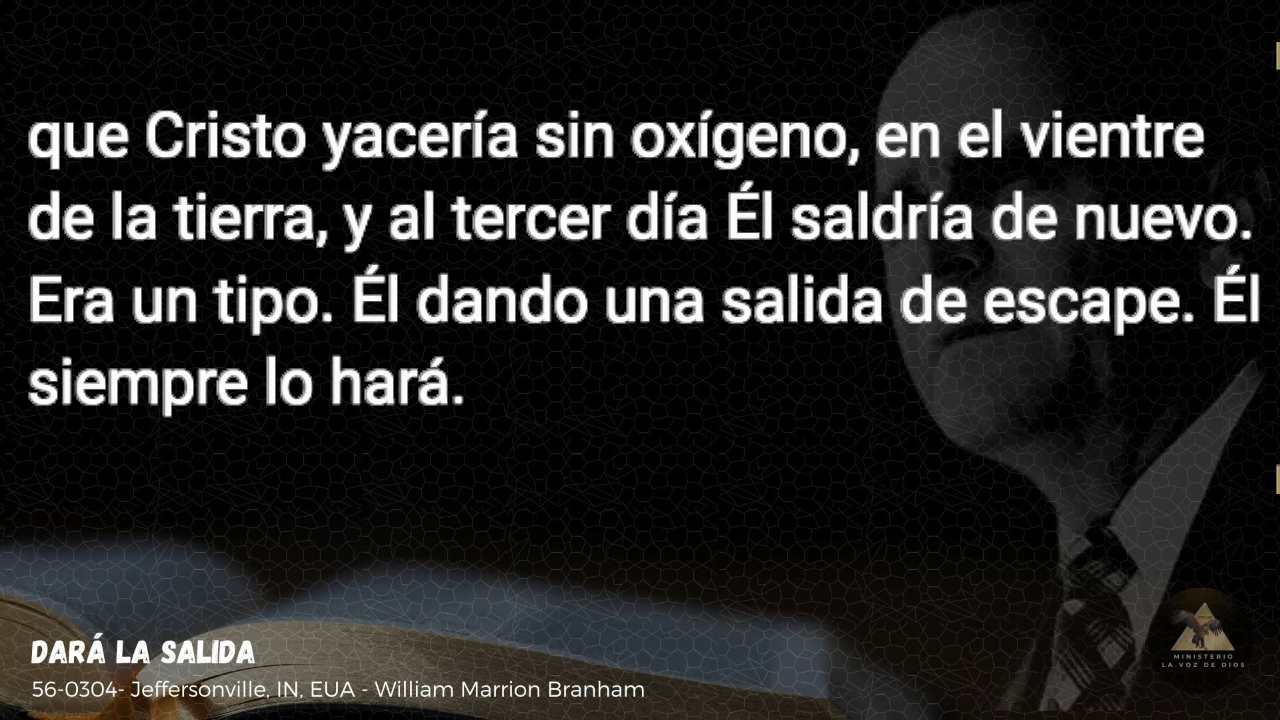 que Cristo yacería sin oxígeno, en el vientre
de la tierra, y al tercer día Él saldría de nuevo.
Era un tipo. Él dando una salida de escape. Él
siempre lo hará.
DARÁ LA SALIDA
56-0304- Jeffersonville, IN, EUA - William Marrion Branham
MINISTERIO
LA VOZ DE DIOS